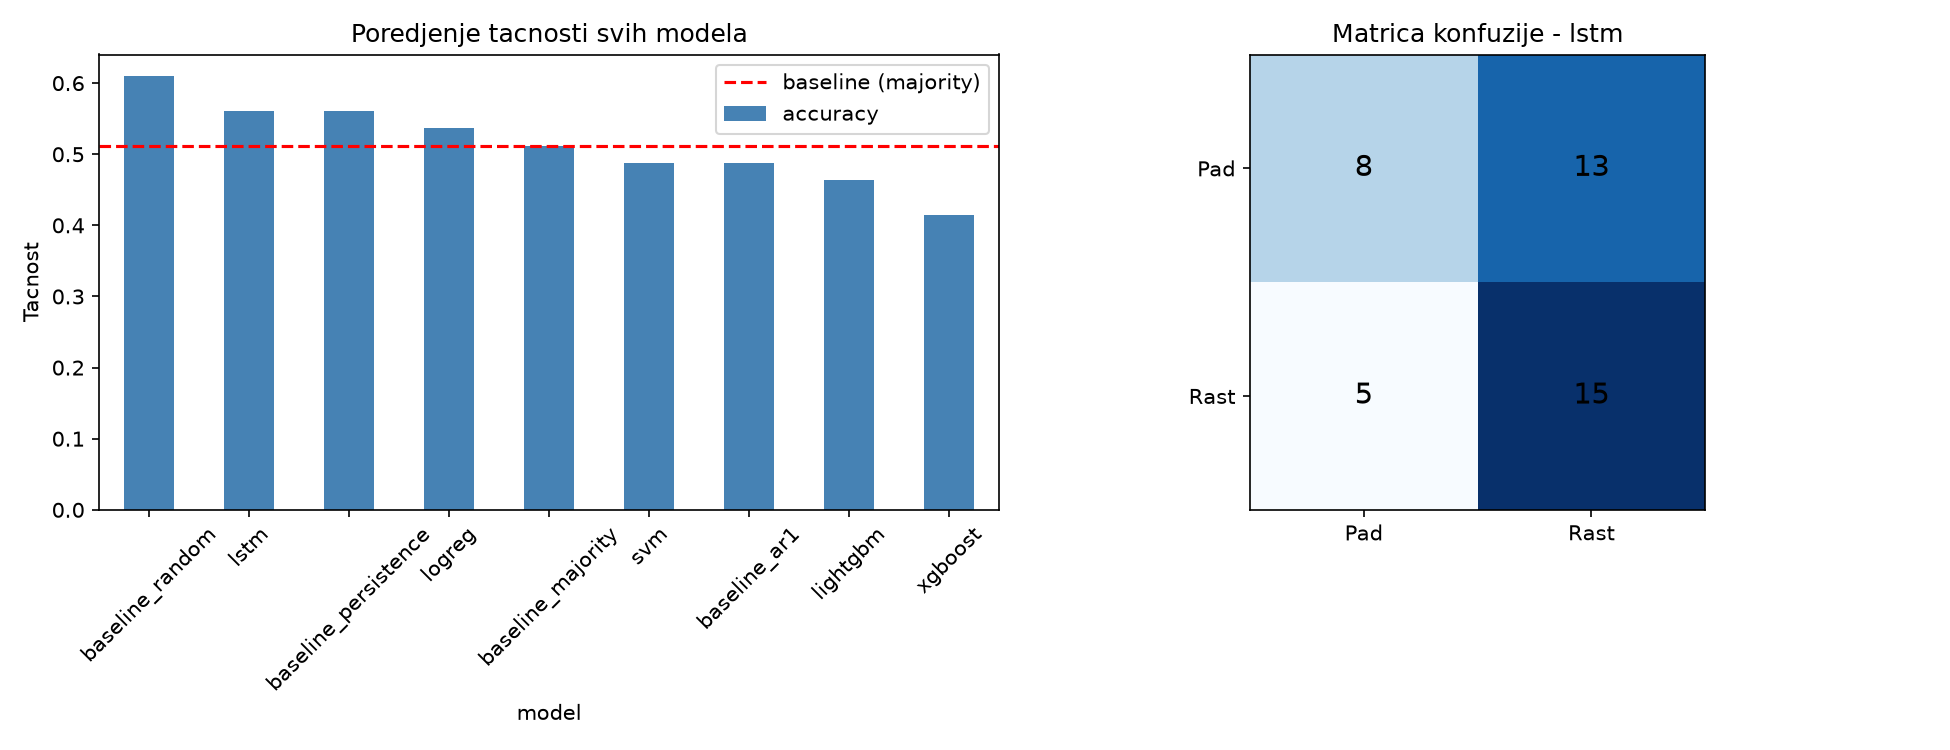 Poredjenje tacnosti svih modela
baseline (majority)
accuracy
Tacnost
0.6
0.5
0.4
0.3
0.2
0.1
0.0
baseline_random
lstm
baseline_persistence
logreg
baseline_majority
svm
baseline_ar1
lightgbm
xgboost
model
Matrica konfuzije - lstm
Pad
8
13
Rast
5
15
Pad
Rast